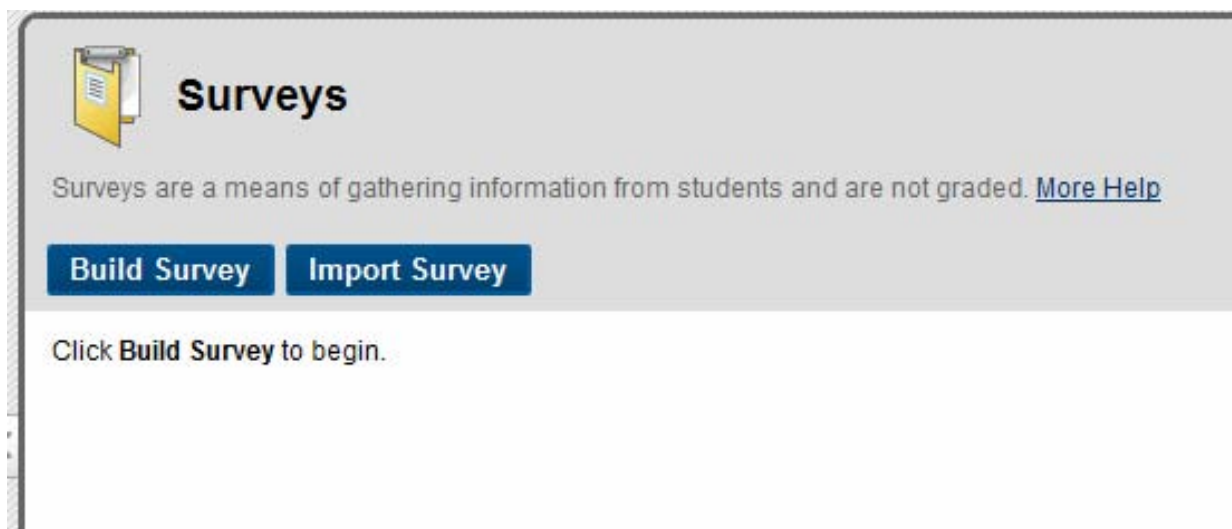 Surveys
Surveys are a means of gathering information from students and are not graded. More Help
Build Survey Import Survey
Click Build Survey to begin.